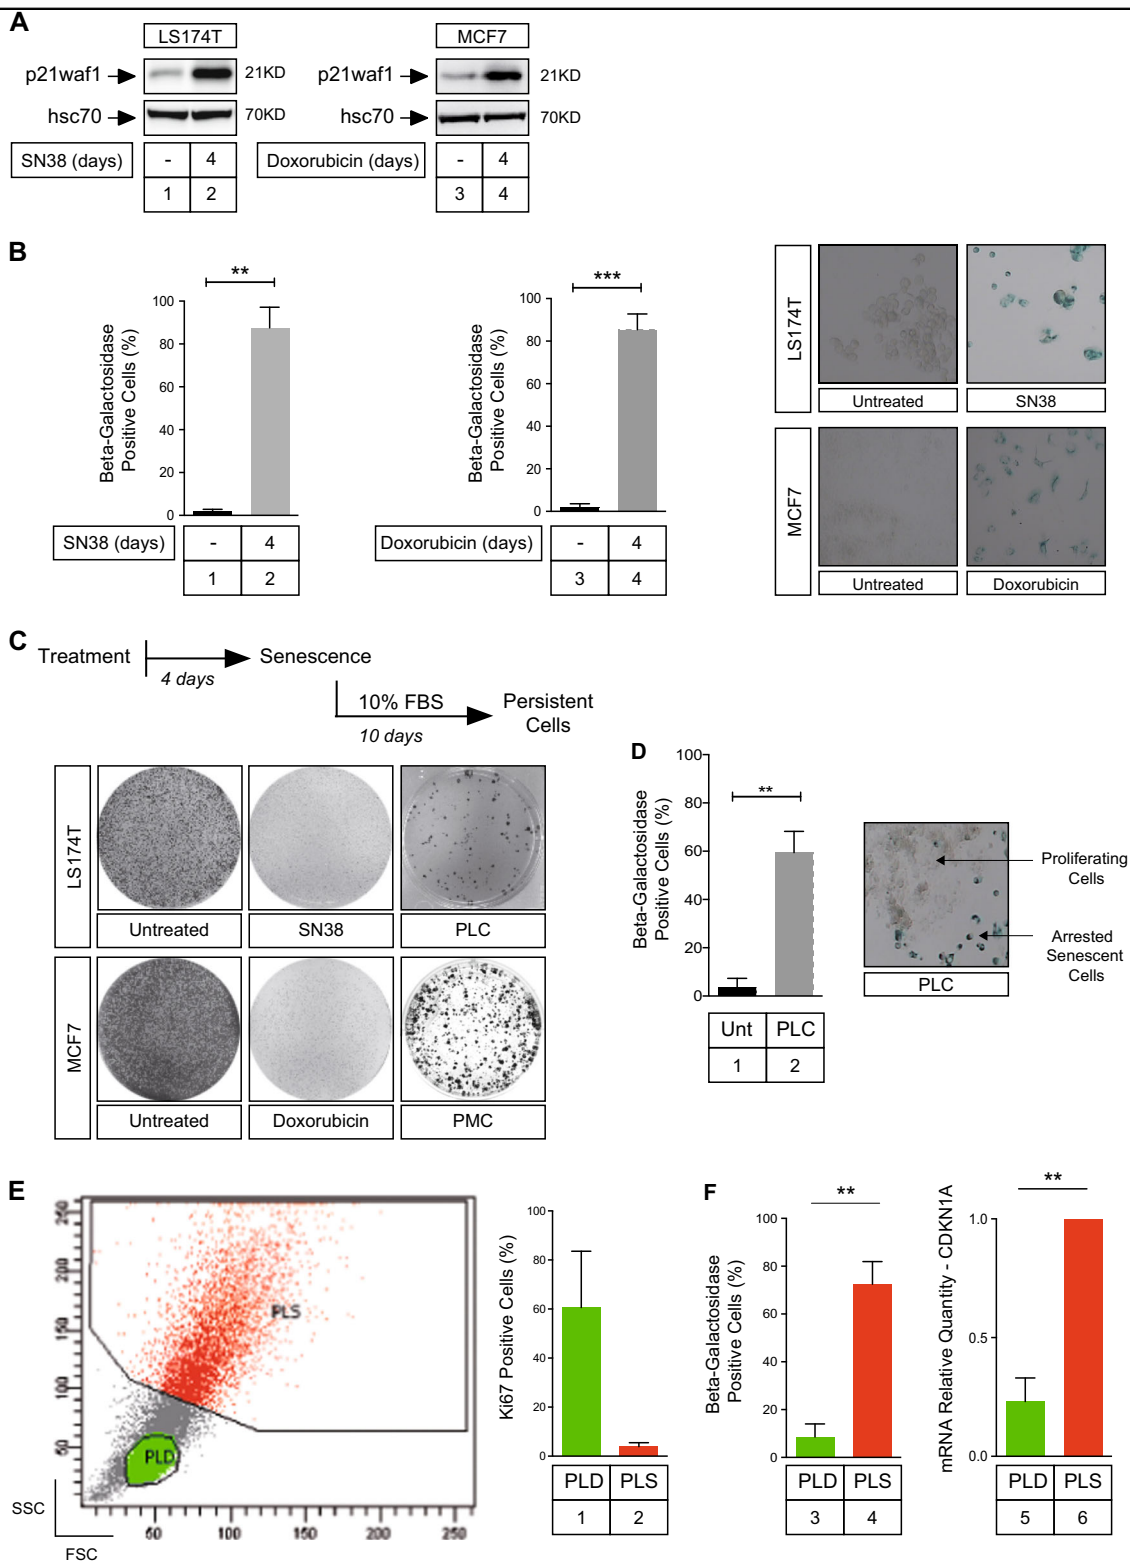 A
LS174T
MCF7
p21waf1
21KD
p21waf1
21KD
hsc70
70KD
hsc70
70KD
SN38 (days)
-
4
Doxorubicin (days)
-
4
1
2
3
4
B
**
***
Beta-Galactosidase
Positive Cells (%)
100
80
60
40
20
0
Beta-Galactosidase
Positive Cells (%)
100
80
60
40
20
0
SN38 (days)
-
4
1
2
Doxorubicin (days)
-
4
3
4
LS174T
Untreated
SN38
MCF7
Untreated
Doxorubicin
C
Treatment
4 days
Senescence
10% FBS
10 days
Persistent
Cells
LS174T
Untreated
SN38
PLC
MCF7
Untreated
Doxorubicin
PMC
D
Beta-Galactosidase
Positive Cells (%)
100
80
60
40
20
0
**
Unt
PLC
1
2
Proliferating
Cells
Arrested
Senescent
Cells
PLC
E
250
200
150
100
50
PLS
PLD
50
100
150
200
250
SSC
FSC
Ki67 Positive Cells (%)
100
80
60
40
20
0
PLD
PLS
1
2
F
**
Beta-Galactosidase
Positive Cells (%)
100
80
60
40
20
0
PLD
PLS
3
4
**
mRNA Relative Quantity - CDKN1A
1.0
0.5
0.0
PLD
PLS
5
6